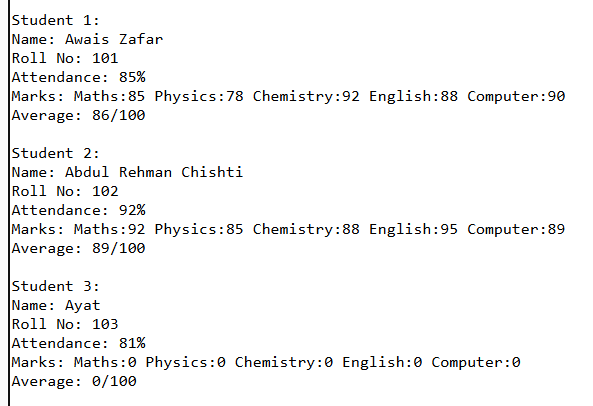 Student 1:
Name: Awais Zafar
Roll No: 101
Attendance: 85%
Marks: Maths:85 Physics:78 Chemistry:92 English:88 Computer:90
Average: 86/100
Student 2:
Name: Abdul Rehman Chishti
Roll No: 102
Attendance: 92%
Marks: Maths:92 Physics:85 Chemistry:88 English:95 Computer:89
Average: 89/100
Student 3:
Name: Ayat
Roll No: 103
Attendance: 81%
Marks: Maths:0 Physics:0 Chemistry:0 English:0 Computer:0
Average: 0/100